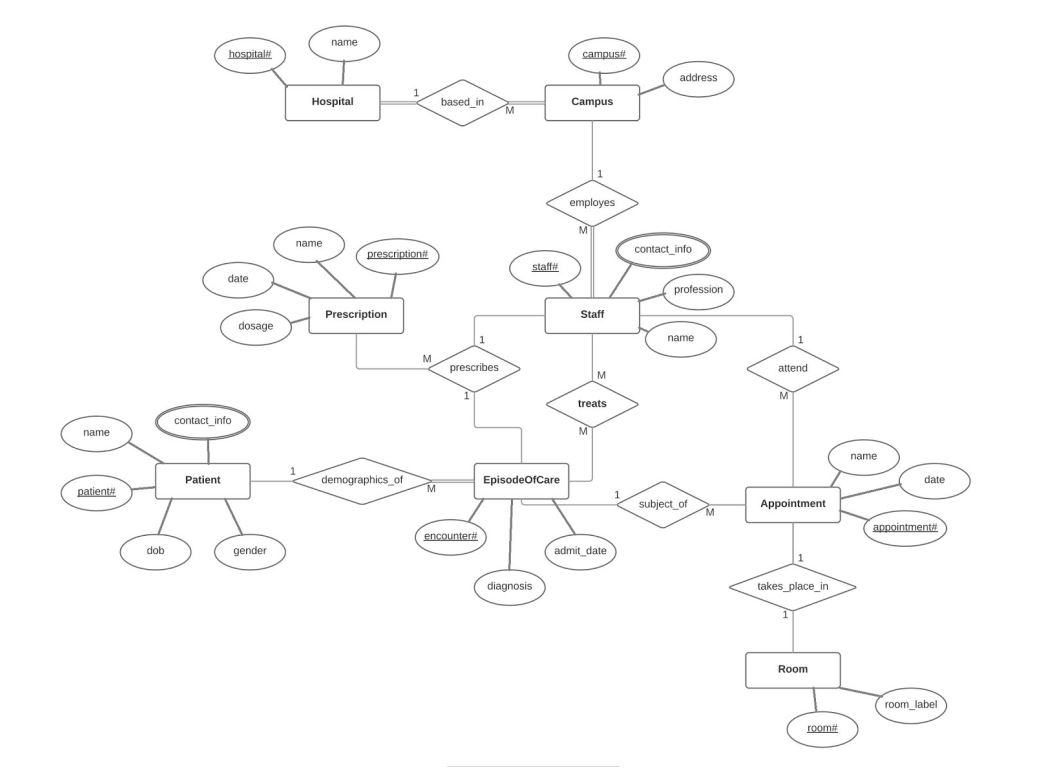 name
hospital#
campus#
address
Hospital
1
based_in
M
Campus
1
employes
M
name
prescription#
staff#
contact_info
date
profession
dosage
Prescription
Staff
name
M
prescribes
1
1
M
treats
M
1
attend
M
contact_info
name
patient#
Patient
1
demographics_of
M
EpisodeOfCare
dob
gender
encounter#
diagnosis
admit_date
1
subject_of
M
name
date
Appointment
appointment#
1
takes_place_in
1
Room
room_label
room#